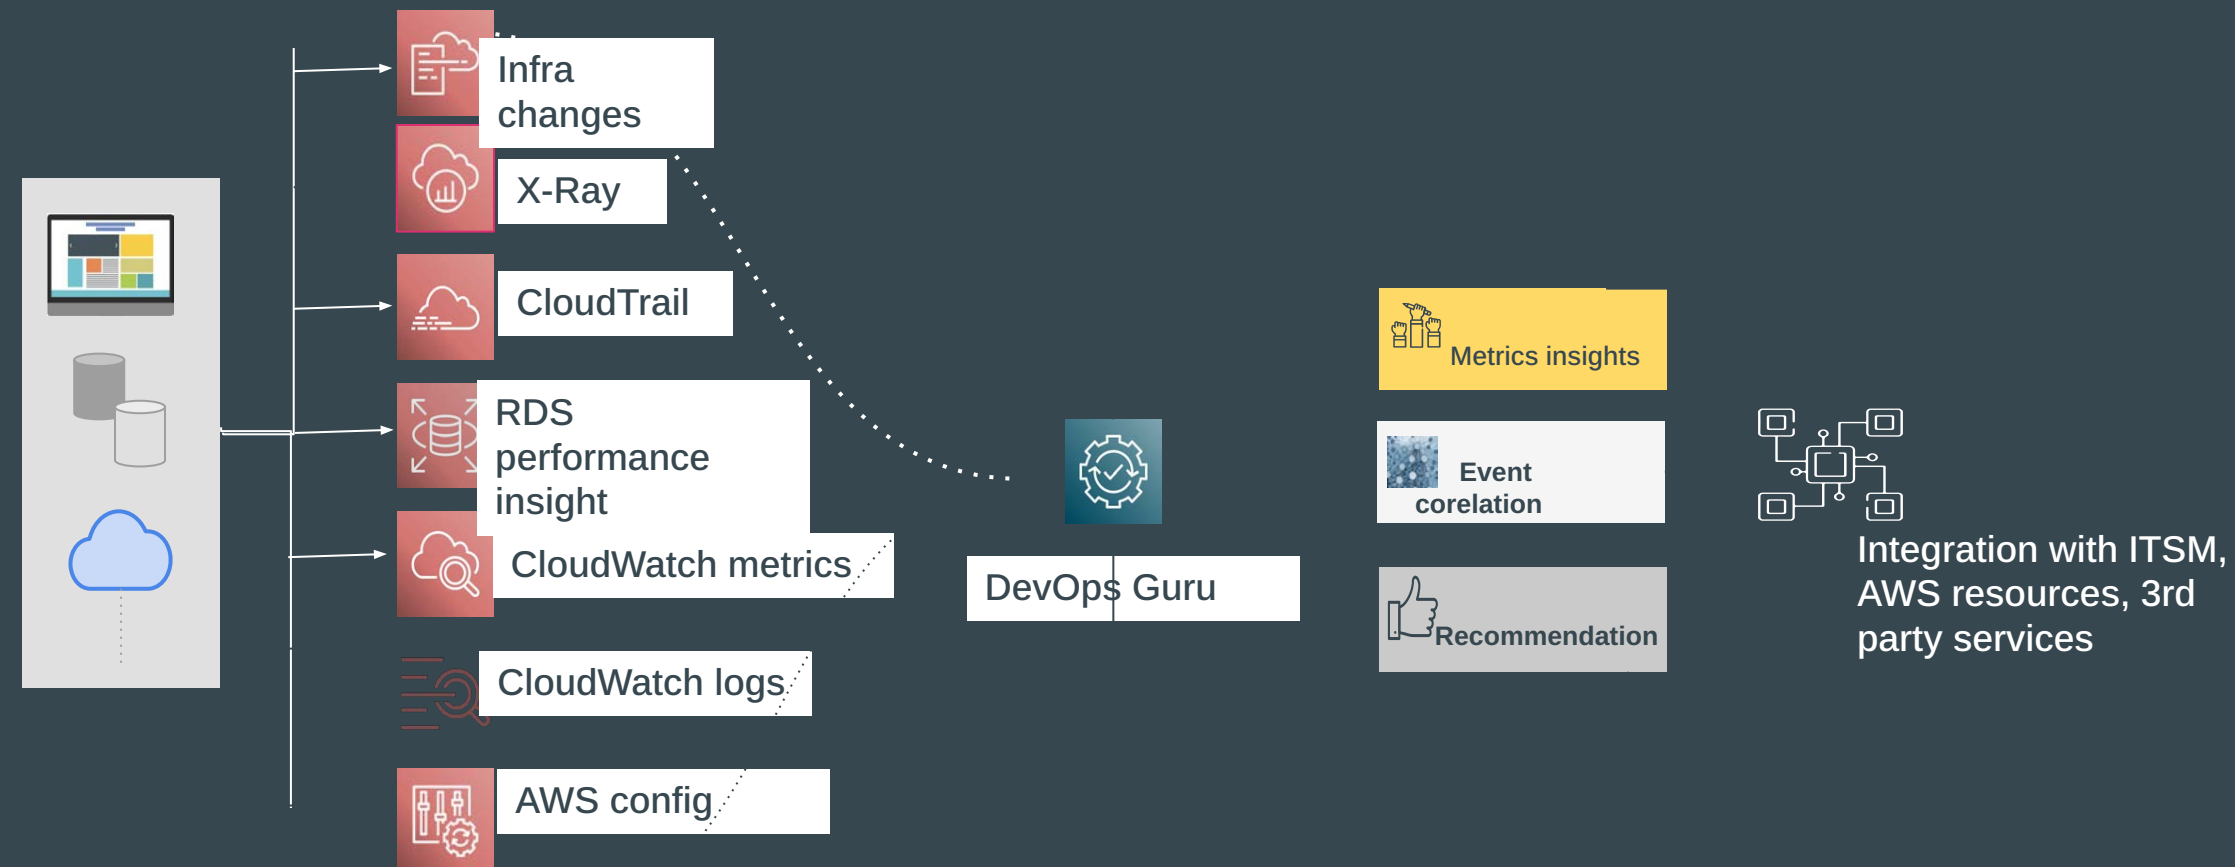 Infra
changes
X-Ray
CloudTrail
RDS
performance
insight
CloudWatch metrics
CloudWatch logs
AWS config
DevOps Guru
Metrics insights
Event
corelation
Recommendation
Integration with ITSM,
AWS resources, 3rd
party services